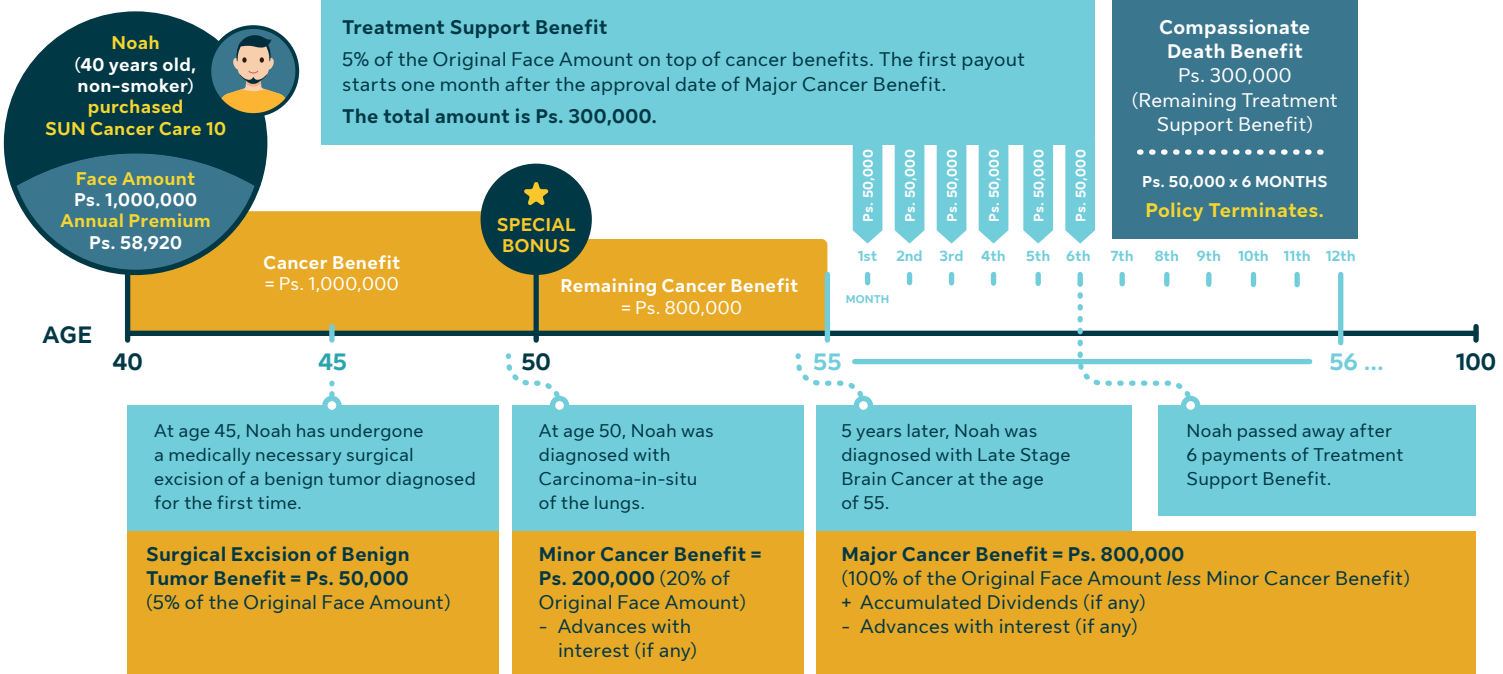 Noah
(40 years old,
non-smoker)
purchased
SUN Cancer Care 10
Face Amount
Ps. 1,000,000
Annual Premium
Ps. 58,920
Treatment Support Benefit
5% of the Original Face Amount on top of cancer benefits. The first payout
starts one month after the approval date of Major Cancer Benefit.
The total amount is Ps. 300,000.
Compassionate
Death Benefit
Ps. 300,000
(Remaining Treatment
Support Benefit)
Ps. 50,000 x 6 MONTHS
Policy Terminates.
Ps. 50,000
Ps. 50,000
Ps. 50,000
Ps. 50,000
Ps. 50,000
Ps. 50,000
SPECIAL
BONUS
Cancer Benefit
= Ps. 1,000,000
Remaining Cancer Benefit
= Ps. 800,000
1st 2nd 3rd 4th 5th 6th 7th 8th 9th 10th 11th 12th
MONTH
AGE
40 45 50 55 56 ... 100
At age 45, Noah has undergone
a medically necessary surgical
excision of a benign tumor diagnosed
for the first time.
Surgical Excision of Benign
Tumor Benefit = Ps. 50,000
(5% of the Original Face Amount)
At age 50, Noah was
diagnosed with
Carcinoma-in-situ
of the lungs.
Minor Cancer Benefit =
Ps. 200,000 (20% of
Original Face Amount)
- Advances with
interest (if any)
5 years later, Noah was
diagnosed with Late Stage
Brain Cancer at the age
of 55.
Noah passed away after
6 payments of Treatment
Support Benefit.
Major Cancer Benefit = Ps. 800,000
(100% of the Original Face Amount less Minor Cancer Benefit)
+ Accumulated Dividends (if any)
- Advances with interest (if any)